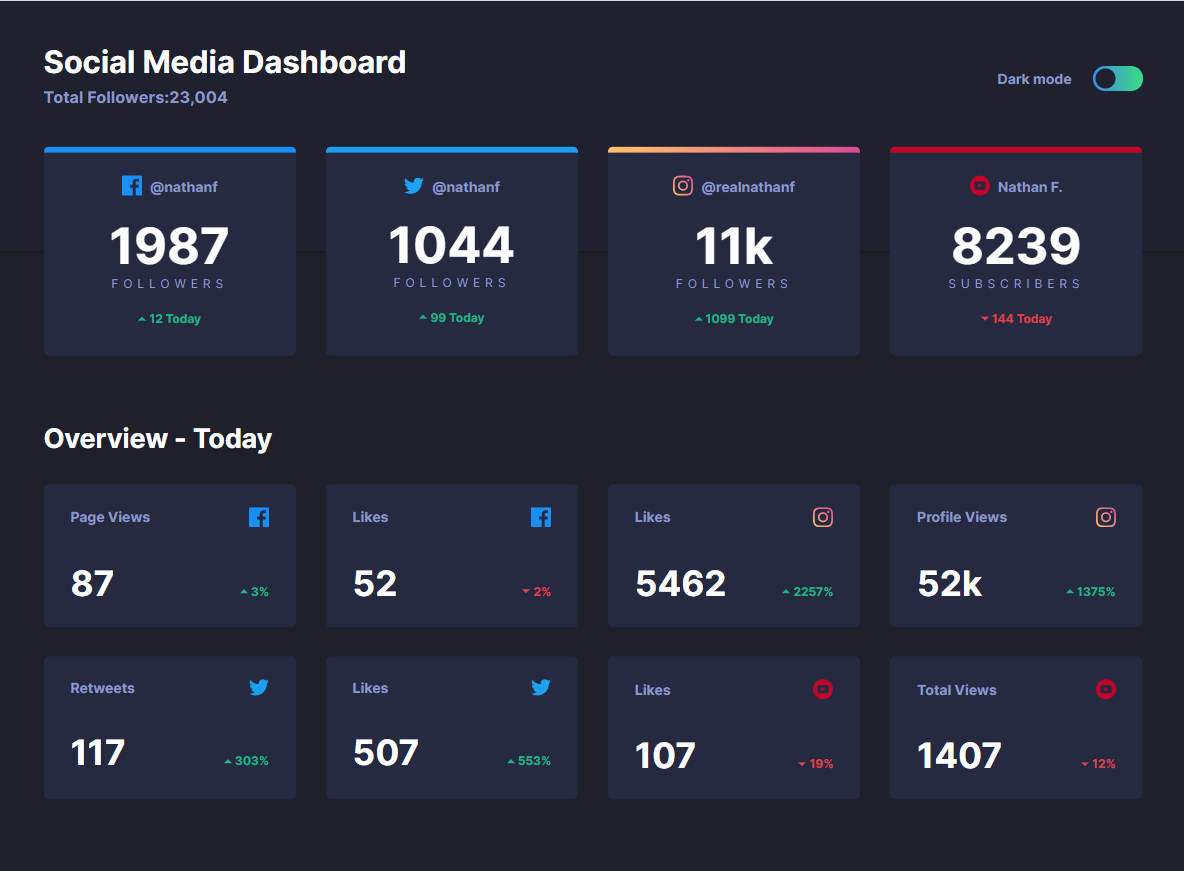 Social Media Dashboard
Total Followers:23,004
Dark mode
@nathanf
1987
FOLLOWERS
12 Today
@nathanf
1044
FOLLOWERS
99 Today
@realnathanf
11k
FOLLOWERS
1099 Today
Nathan F.
8239
SUBSCRIBERS
144 Today
Overview - Today
Page Views
87
3%
Likes
52
2%
Likes
5462
2257%
Profile Views
52k
1375%
Retweets
117
303%
Likes
507
553%
Likes
107
19%
Total Views
1407
12%